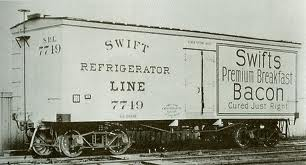 S.R.L.
7719
SWIFT
REFRIGERATOR
LINE
7719
Swifts
Premium Breakfast
Bacon
Cured Just Right